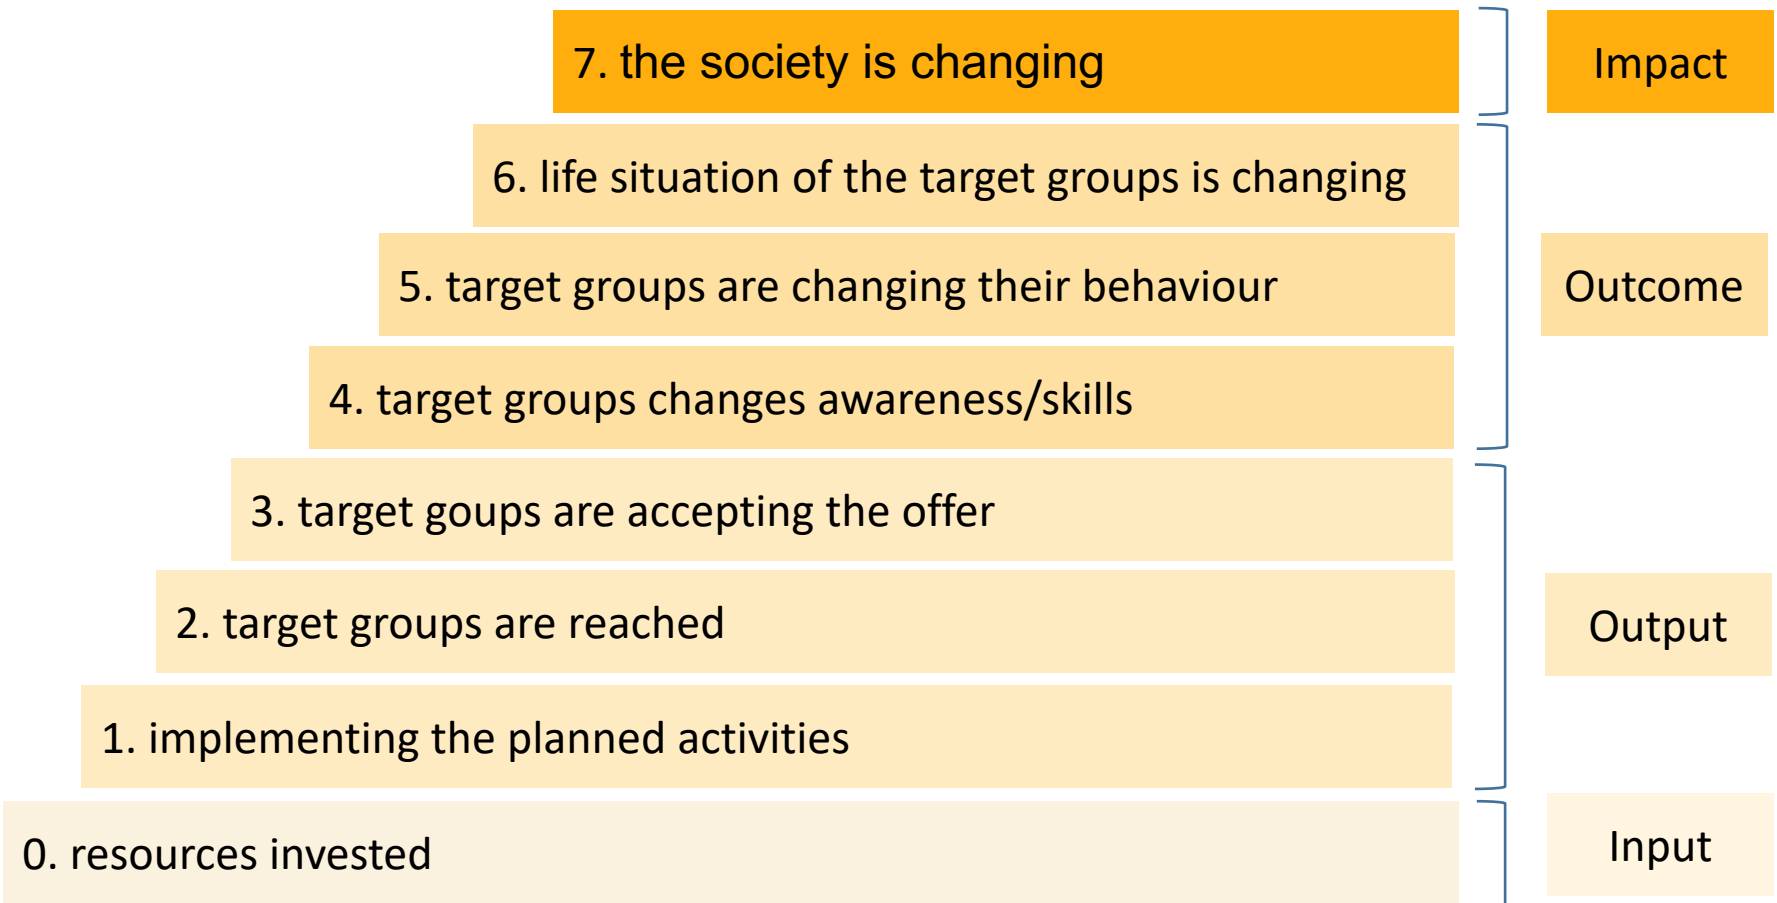 7. the society is changing
Impact
6. life situation of the target groups is changing
5. target groups are changing their behaviour
Outcome
4. target groups changes awareness/skills
3. target goups are accepting the offer
2. target groups are reached
Output
1. implementing the planned activities
0. resources invested
Input